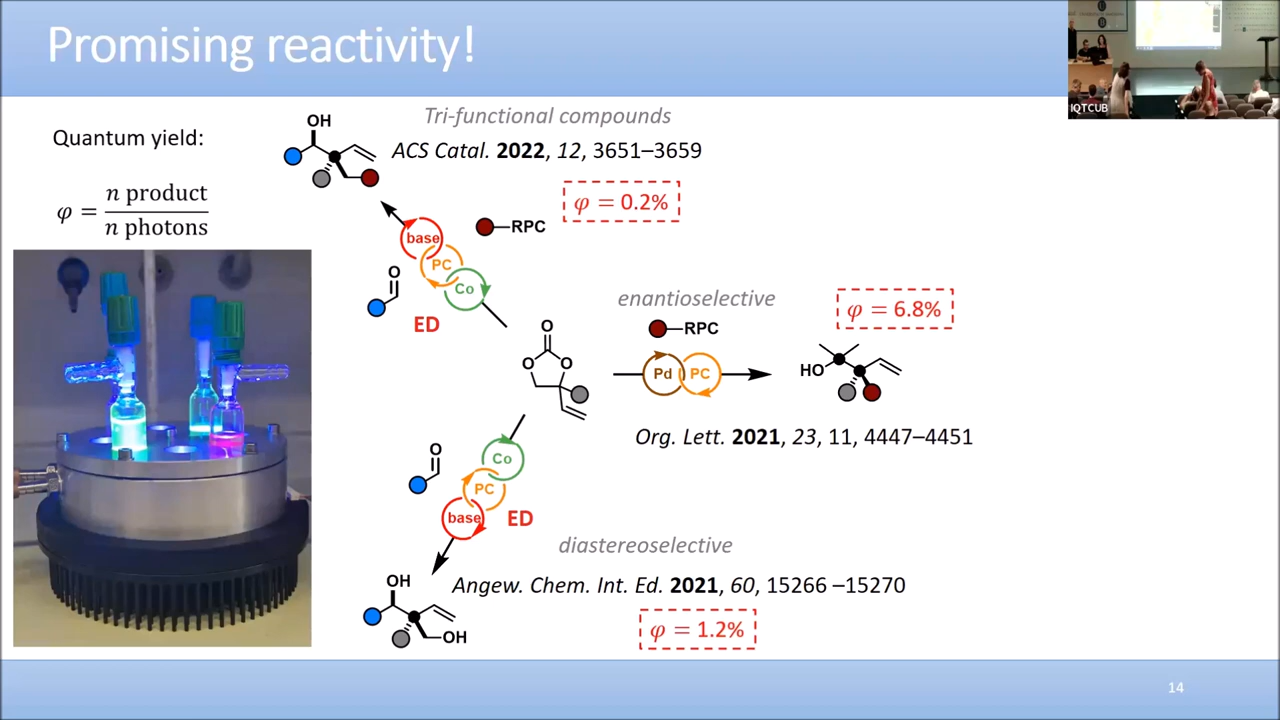 Promising reactivity!
IQTCUB
Quantum yield:
φ = n product / n photons
OH
Tri-functional compounds
ACS Catal. 2022, 12, 3651–3659
φ = 0.2%
RPC
base
PC
Co
O
ED
enantioselective
φ = 6.8%
RPC
Pd
PC
HO
O
O
O
Org. Lett. 2021, 23, 11, 4447–4451
O
Co
PC
base
ED
diastereoselective
Angew. Chem. Int. Ed. 2021, 60, 15266 –15270
OH
OH
φ = 1.2%
14